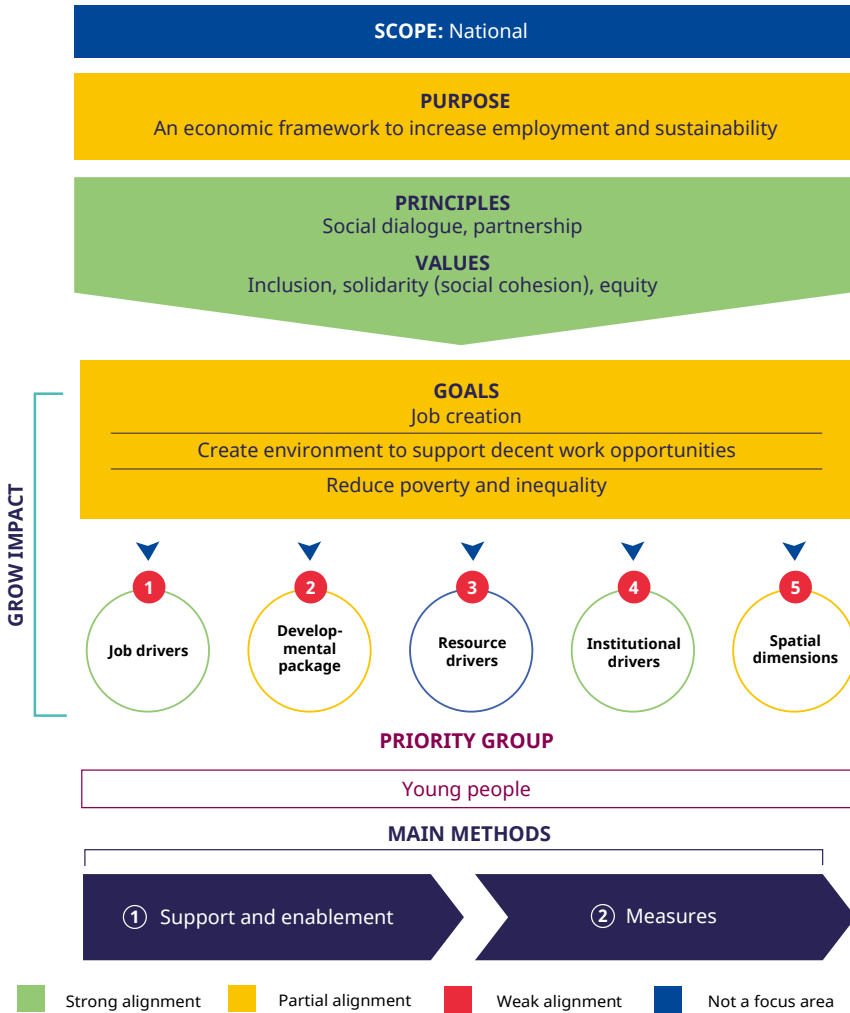 SCOPE: National
PURPOSE
An economic framework to increase employment and sustainability
PRINCIPLES
Social dialogue, partnership
VALUES
Inclusion, solidarity (social cohesion), equity
GOALS
Job creation
Create environment to support decent work opportunities
Reduce poverty and inequality
GROW IMPACT
1
Job drivers
2
Develop-
mental
package
3
Resource
drivers
4
Institutional
drivers
5
Spatial
dimensions
PRIORITY GROUP
Young people
MAIN METHODS
1 Support and enablement
2 Measures
Strong alignment
Partial alignment
Weak alignment
Not a focus area